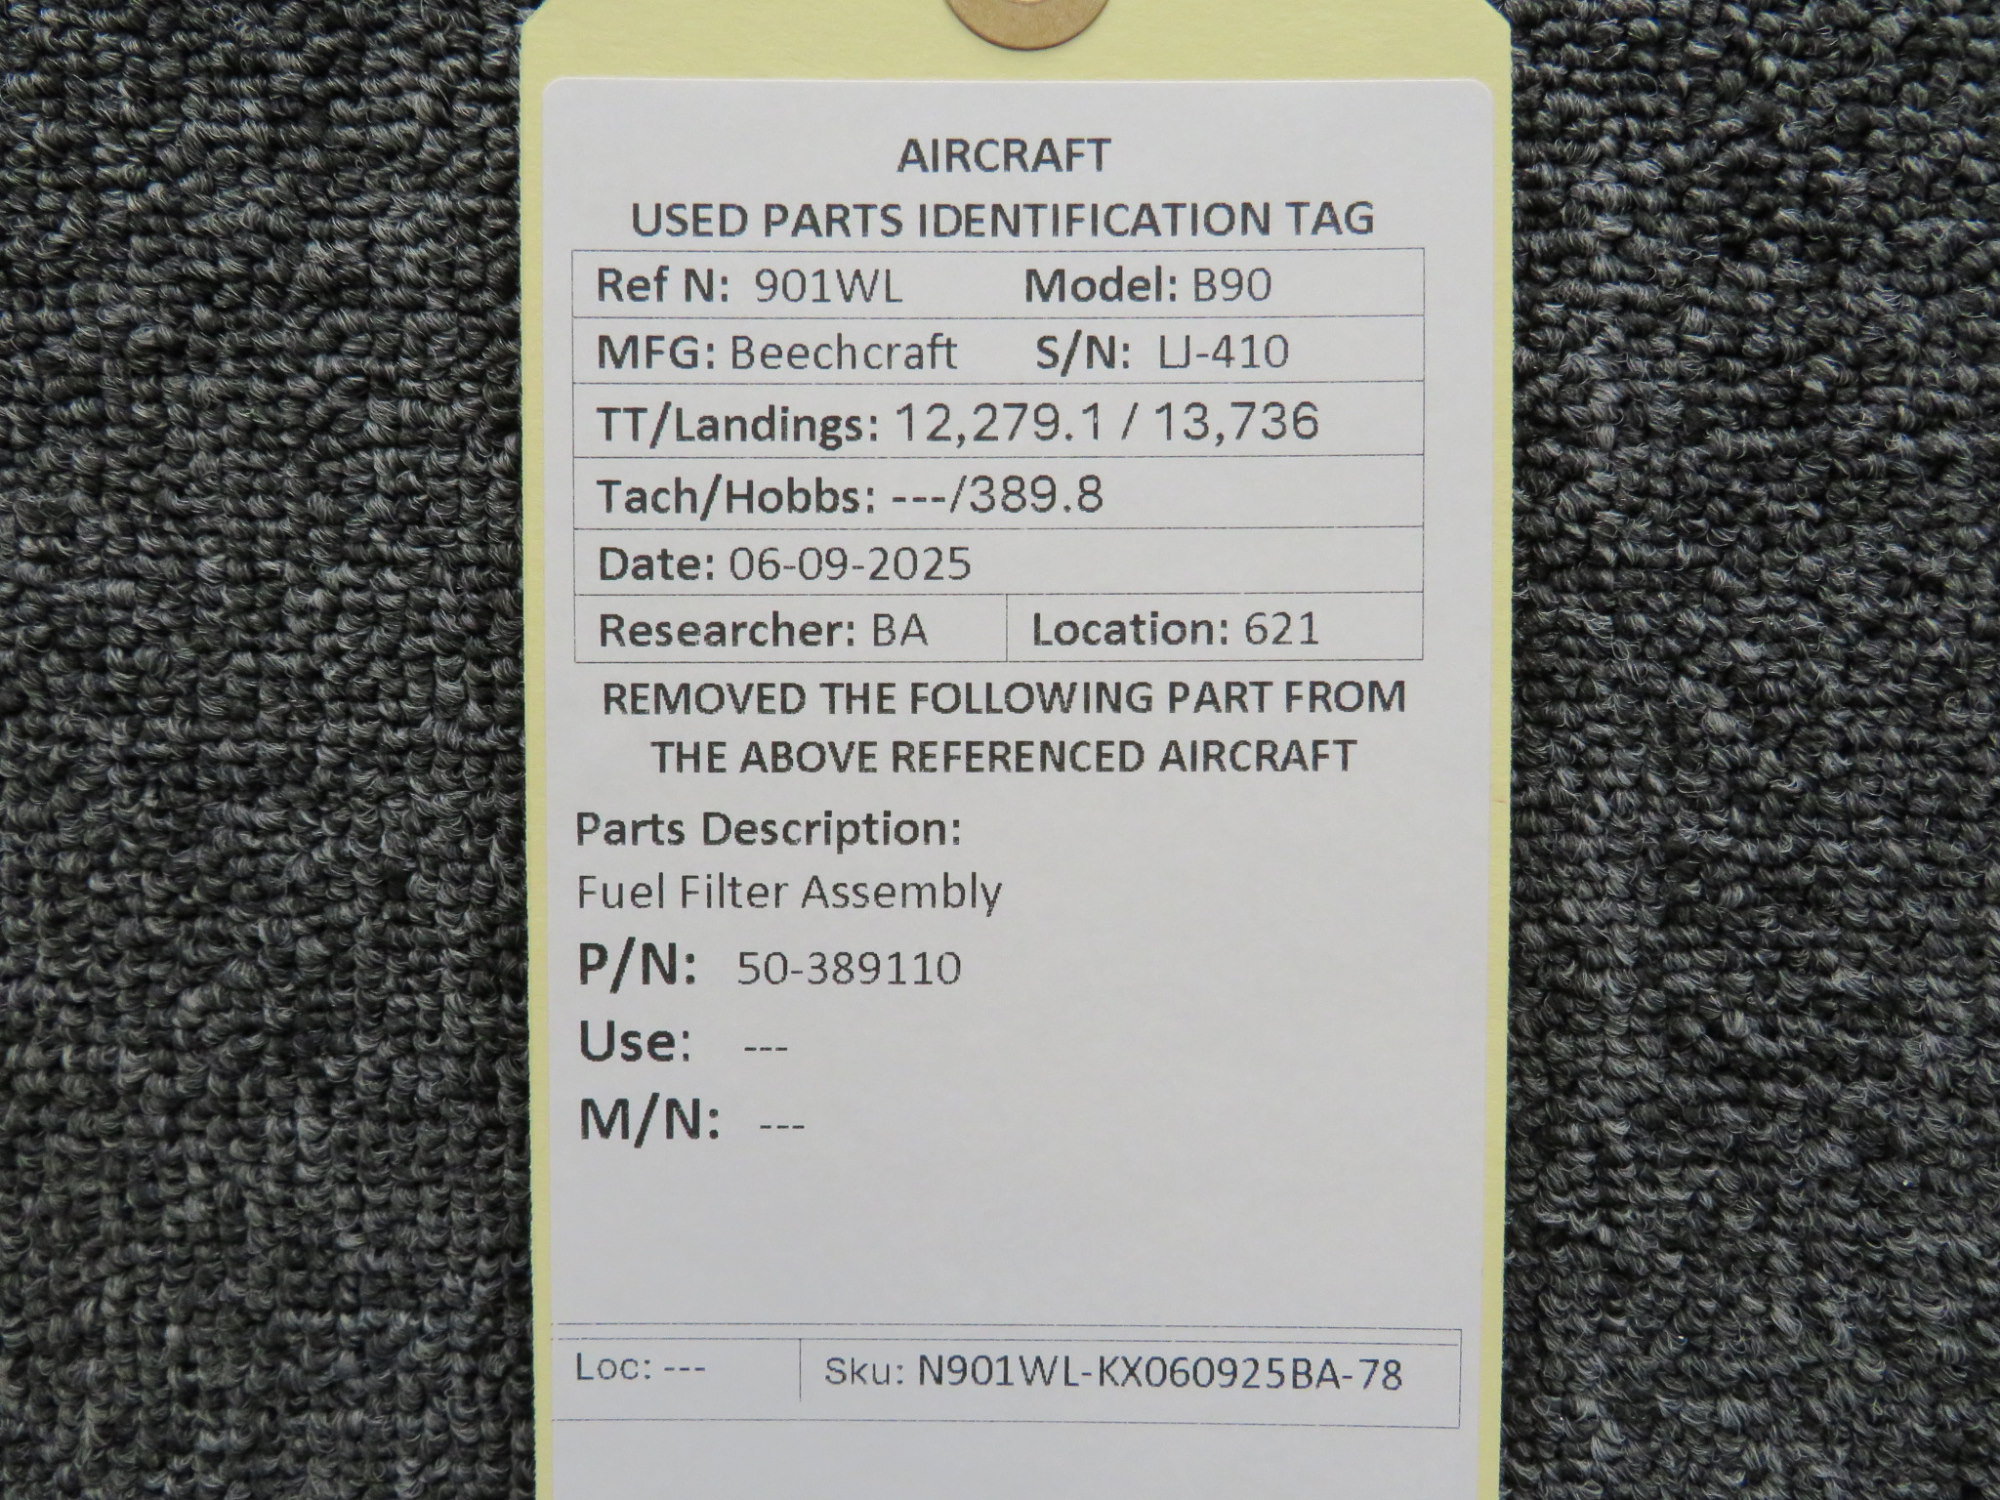 AIRCRAFT
USED PARTS IDENTIFICATION TAG
Ref N: 901WL Model: B90
MFG: Beechcraft S/N: LJ-410
TT/Landings: 12,279.1 / 13,736
Tach/Hobbs: ---/389.8
Date: 06-09-2025
Researcher: BA Location: 621
REMOVED THE FOLLOWING PART FROM
THE ABOVE REFERENCED AIRCRAFT
Parts Description:
Fuel Filter Assembly
P/N: 50-389110
Use: ---
M/N: ---
Loc: --- Sku: N901WL-KX060925BA-78